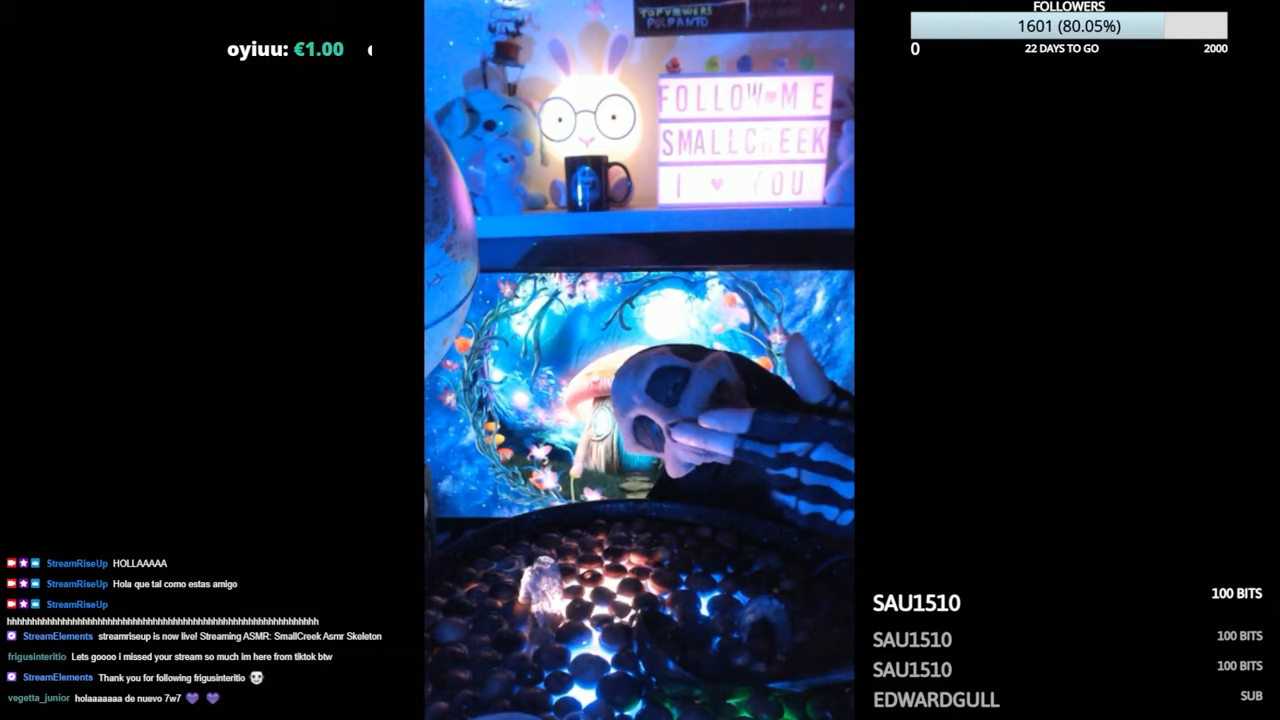 oyiuu: €1.00
TOPVIEWERS
PULPANTO
FOLLOW♥ME
SMALLCREEK
I ♥ YOU
FOLLOWERS
1601 (80.05%)
0 22 DAYS TO GO 2000
StreamRiseUp HOLLAAAAA
StreamRiseUp Hola que tal como estas amigo
StreamRiseUp
hhhhhhhhhhhhhhhhhhhhhhhhhhhhhhhhhhhhhhhhhhhhhhhhhhhhhhhhhhhhhh
StreamElements streamriseup is now live! Streaming ASMR: SmallCreek Asmr Skeleton
frigusinteritio Lets goooo i missed your stream so much im here from tiktok btw
StreamElements Thank you for following frigusinteritio
vegetta_junior holaaaaaaa de nuevo 7w7 💜 💜
SAU1510 100 BITS
SAU1510 100 BITS
SAU1510 100 BITS
EDWARDGULL SUB